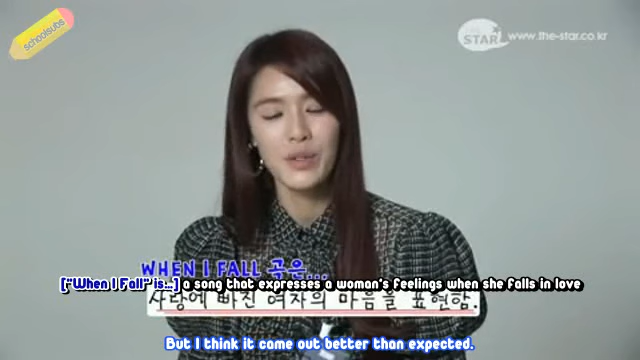 schoolsubs
THE STAR www.the-star.co.kr
WHEN I FALL 곡은...
["When I Fall" is...] a song that expresses a woman's feelings when she falls in love
사랑에 빠진 여자의 마음을 표현함.
But I think it came out better than expected.